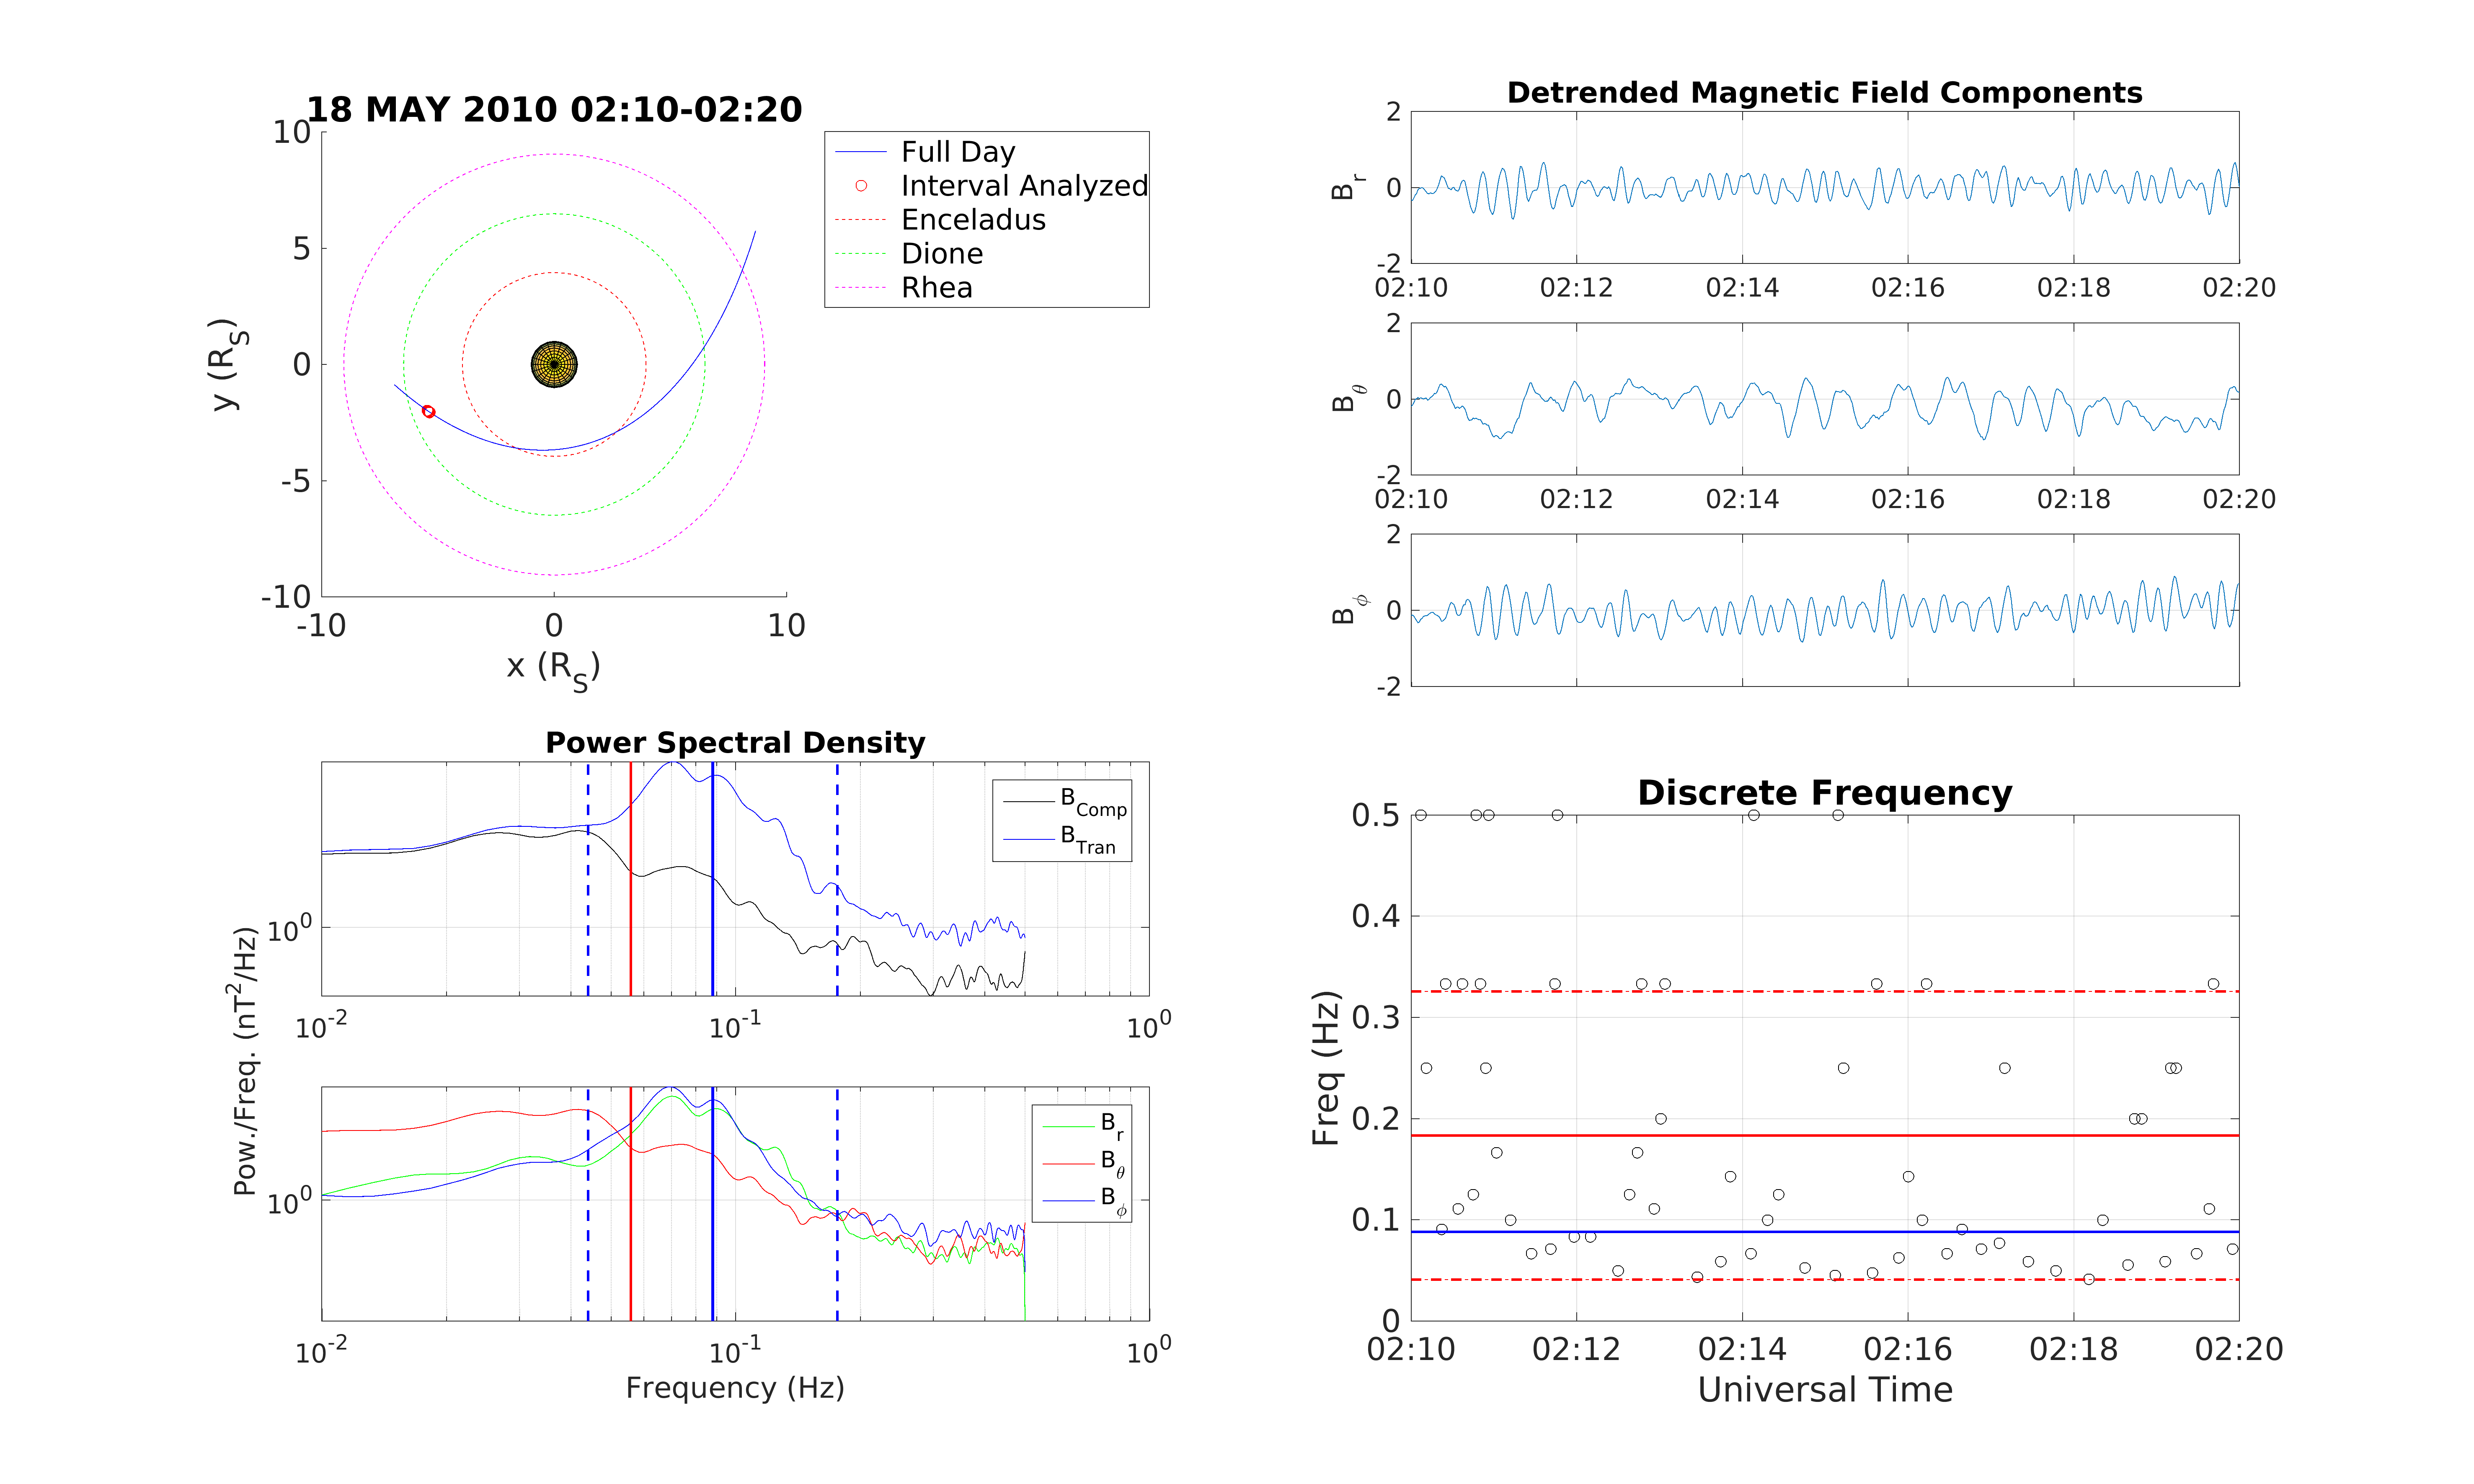 18 MAY 2010 02:10-02:20
10
5
0
-5
-10
-10 0 10
y (R_S)
x (R_S)
Full Day
Interval Analyzed
Enceladus
Dione
Rhea
Detrended Magnetic Field Components
2
0
-2
B_r
02:10 02:12 02:14 02:16 02:18 02:20
2
0
-2
B_θ
02:10 02:12 02:14 02:16 02:18 02:20
2
0
-2
B_ϕ
Power Spectral Density
10^0
10^-2 10^-1 10^0
B_Comp
B_Tran
Pow./Freq. (nT^2/Hz)
10^0
10^-2 10^-1 10^0
B_r
B_θ
B_ϕ
Frequency (Hz)
Discrete Frequency
0.5
0.4
0.3
0.2
0.1
0
Freq (Hz)
02:10 02:12 02:14 02:16 02:18 02:20
Universal Time